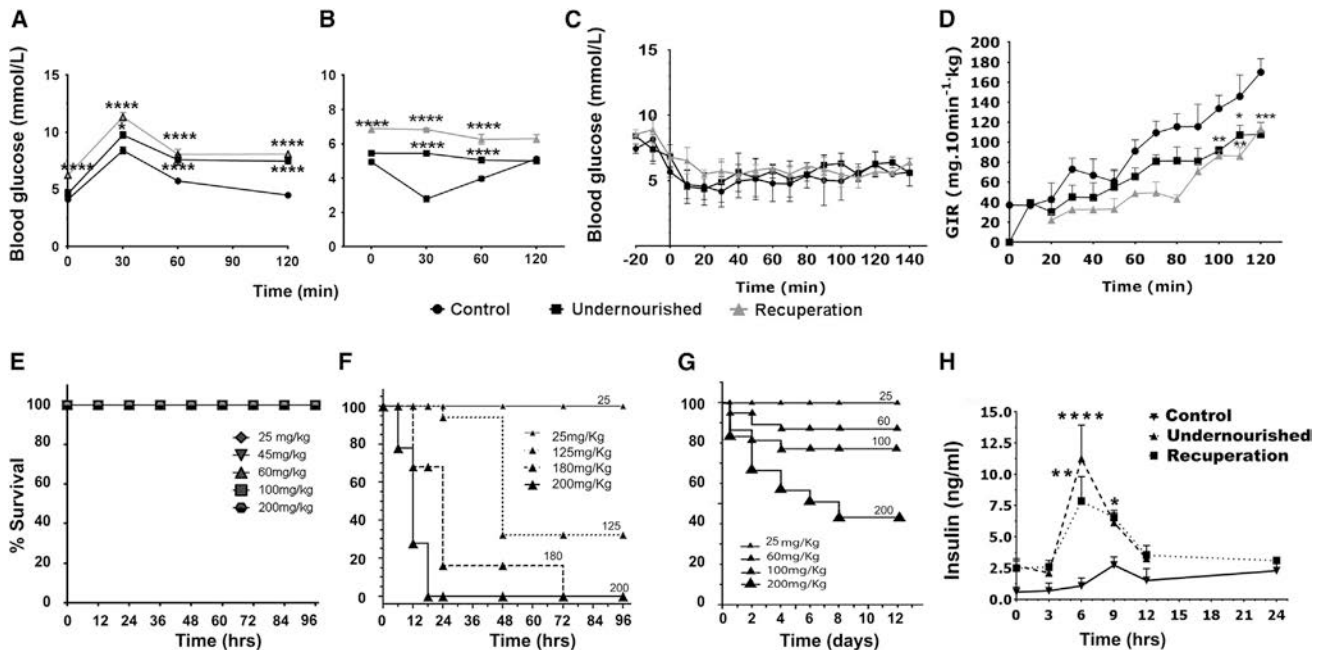 A
B
C
D
Blood glucose (mmol/L)
15
10
5
0
****
****
*
****
****
****
****
0 30 60 90 120
10
8
6
4
2
0
****
****
****
****
****
0 30 60 120
Time (min)
Blood glucose (mmol/L)
15
10
5
-20 0 20 40 60 80 100 120 140
Time (min)
GIR (mg.10min⁻¹·kg)
200
180
160
140
120
100
80
60
40
20
0
**
*
**
***
0 20 40 60 80 100 120
Time (min)
Control Undernourished Recuperation
E
F
G
H
% Survival
100
80
60
40
20
0
25 mg/kg
45mg/kg
60mg/kg
100mg/kg
200mg/kg
0 12 24 36 48 60 72 84 96
Time (hrs)
100
80
60
40
20
0
25
25mg/Kg
125mg/Kg
180mg/Kg
200mg/Kg
125
180
200
0 12 24 36 48 60 72 84 96
Time (hrs)
100
80
60
40
20
0
25
60
100
200
25 mg/Kg
60mg/Kg
100mg/Kg
200mg/Kg
0 2 4 6 8 10 12
Time (days)
Insulin (ng/ml)
15.0
12.5
10.0
7.5
5.0
2.5
0.0
****
**
*
Control
Undernourished
Recuperation
0 3 6 9 12 15 18 21 24
Time (hrs)